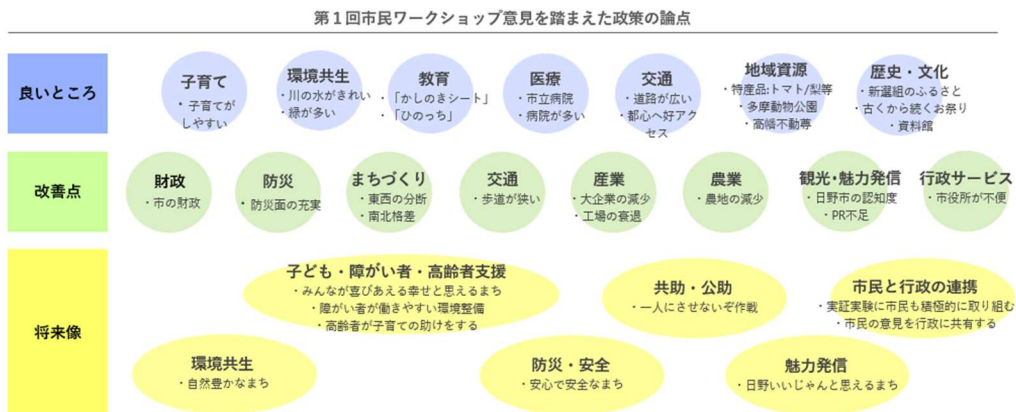 第１回市民ワークショップ意見を踏まえた政策の論点
良いところ
子育て
・子育てが
しやすい
環境共生
・川の水がきれい
・緑が多い
教育
・「かしのきシート」
・「ひのっち」
医療
・市立病院
・病院が多い
交通
・道路が広い
・都心へ好アク
セス
地域資源
・特産品:トマト/梨等
・多摩動物公園
・高幡不動尊
歴史・文化
・新選組のふるさと
・古くから続くお祭り
・資料館
改善点
財政
・市の財政
防災
・防災面の充実
まちづくり
・東西の分断
・南北格差
交通
・歩道が狭い
産業
・大企業の減少
・工場の衰退
農業
・農地の減少
観光・魅力発信
・日野市の認知度
・PR不足
行政サービス
・市役所が不便
将来像
子ども・障がい者・高齢者支援
・みんなが喜びあえる幸せと思えるまち
・障がい者が働きやすい環境整備
・高齢者が子育ての助けをする
共助・公助
・一人にさせないぞ作戦
市民と行政の連携
・実証実験に市民も積極的に取り組む
・市民の意見を行政に共有する
環境共生
・自然豊かなまち
防災・安全
・安心で安全なまち
魅力発信
・日野いいじゃんと思えるまち